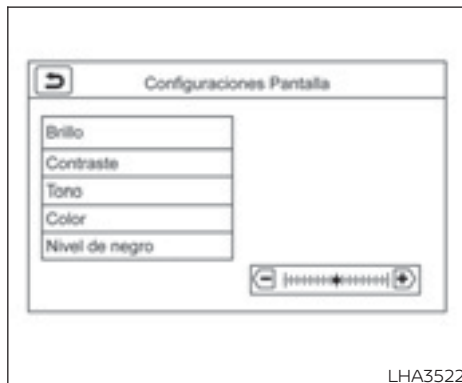 Configuraciones Pantalla
Brillo
Contraste
Tono
Color
Nivel de negro
LHA3522